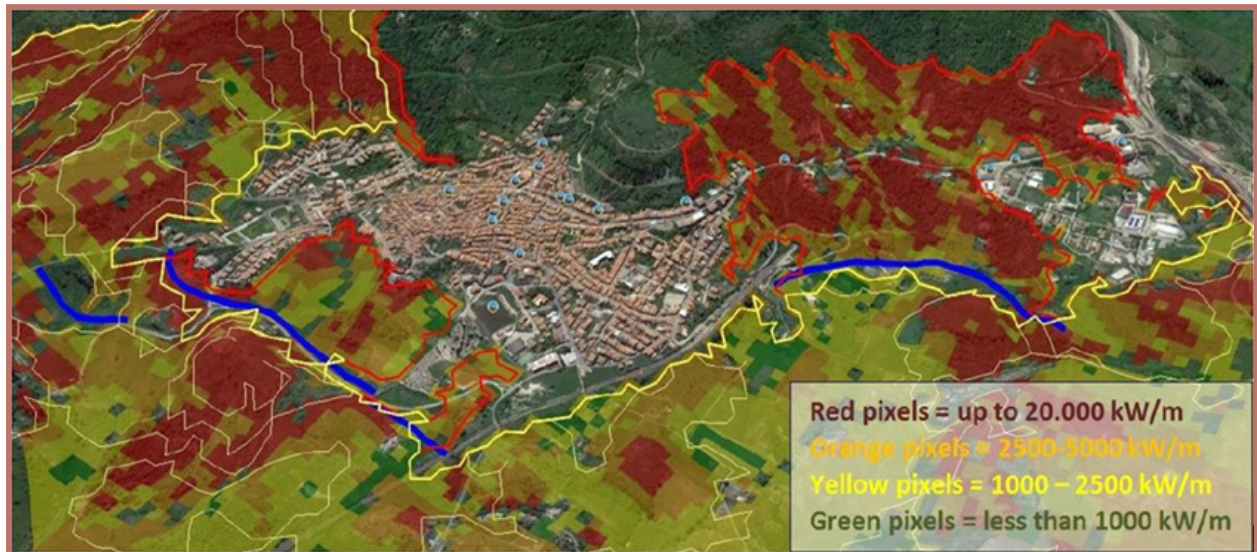 Red pixels = up to 20.000 kW/m
Orange pixels = 2500-5000 kW/m
Yellow pixels = 1000 – 2500 kW/m
Green pixels = less than 1000 kW/m